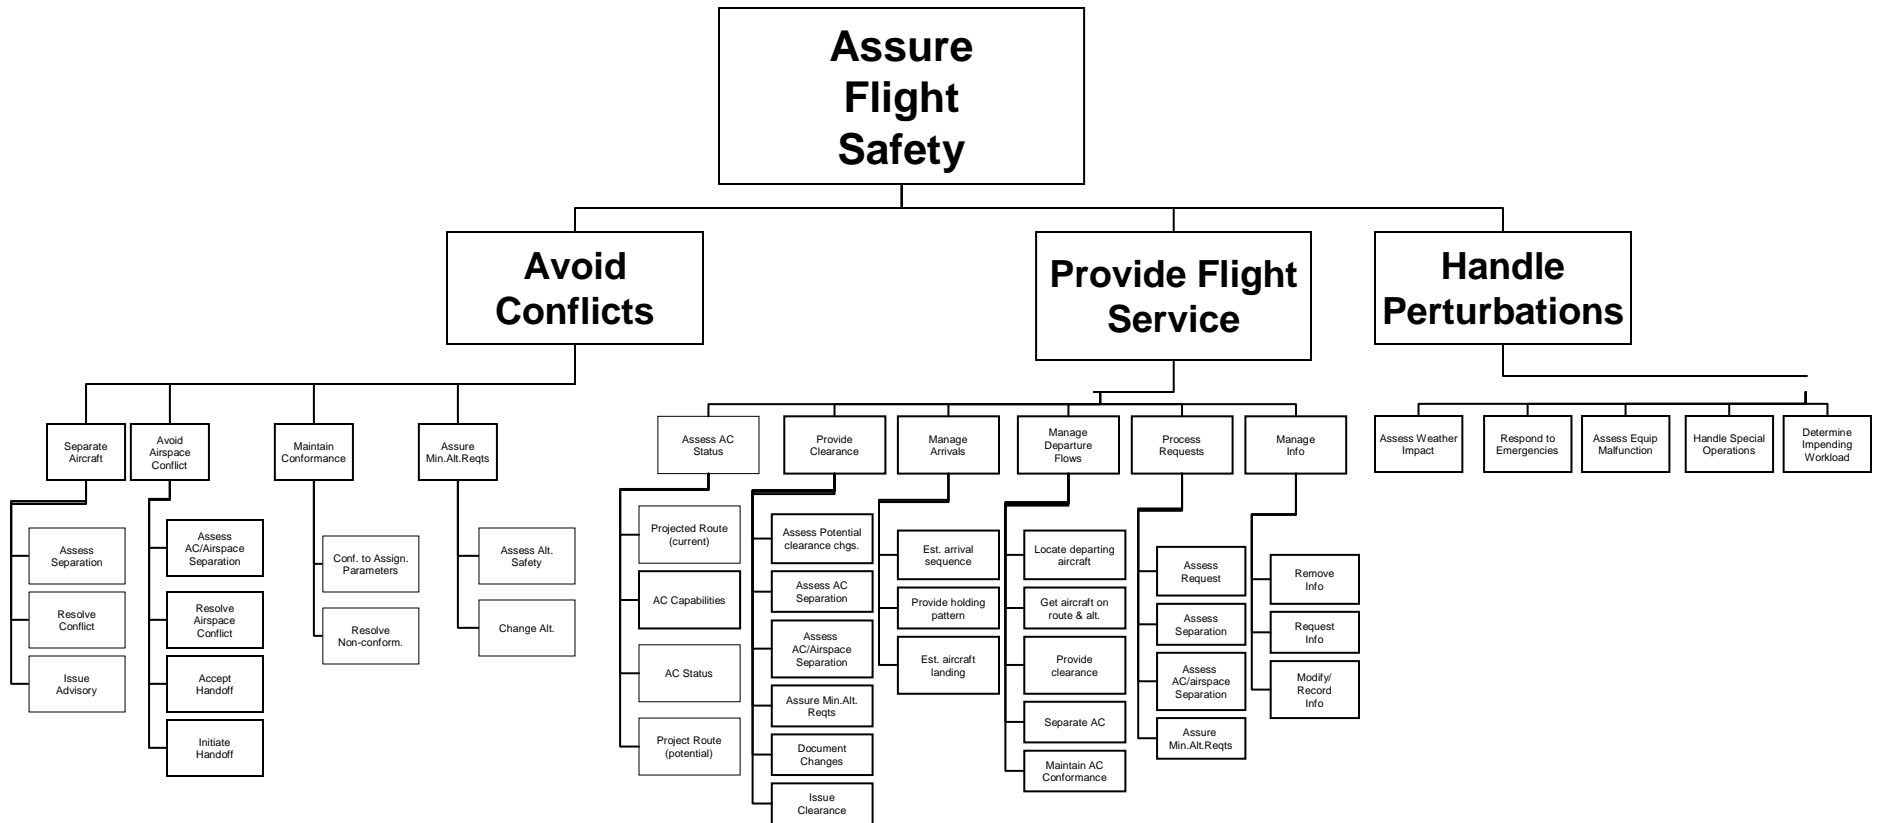 Assure
Flight
Safety
Avoid
Conflicts
Provide Flight
Service
Handle
Perturbations
Separate
Aircraft
Avoid
Airspace
Conflict
Maintain
Conformance
Assure
Min.Alt.Reqts
Assess AC
Status
Provide
Clearance
Manage
Arrivals
Manage
Departure
Flows
Process
Requests
Manage
Info
Assess Weather
Impact
Respond to
Emergencies
Assess Equip
Malfunction
Handle Special
Operations
Determine
Impending
Workload
Assess
Separation
Resolve
Conflict
Issue
Advisory
Assess
AC/Airspace
Separation
Resolve
Airspace
Conflict
Accept
Handoff
Initiate
Handoff
Conf. to Assign.
Parameters
Resolve
Non-conform.
Assess Alt.
Safety
Change Alt.
Projected Route
(current)
AC Capabilities
AC Status
Project Route
(potential)
Assess Potential
clearance chgs.
Assess AC
Separation
Assess
AC/Airspace
Separation
Assure Min.Alt.
Reqts
Document
Changes
Issue
Clearance
Est. arrival
sequence
Provide holding
pattern
Est. aircraft
landing
Locate departing
aircraft
Get aircraft on
route & alt.
Provide
clearance
Separate AC
Maintain AC
Conformance
Assess
Request
Assess
Separation
Assess
AC/airspace
Separation
Assure
Min.Alt.Reqts
Remove
Info
Request
Info
Modify/
Record
Info